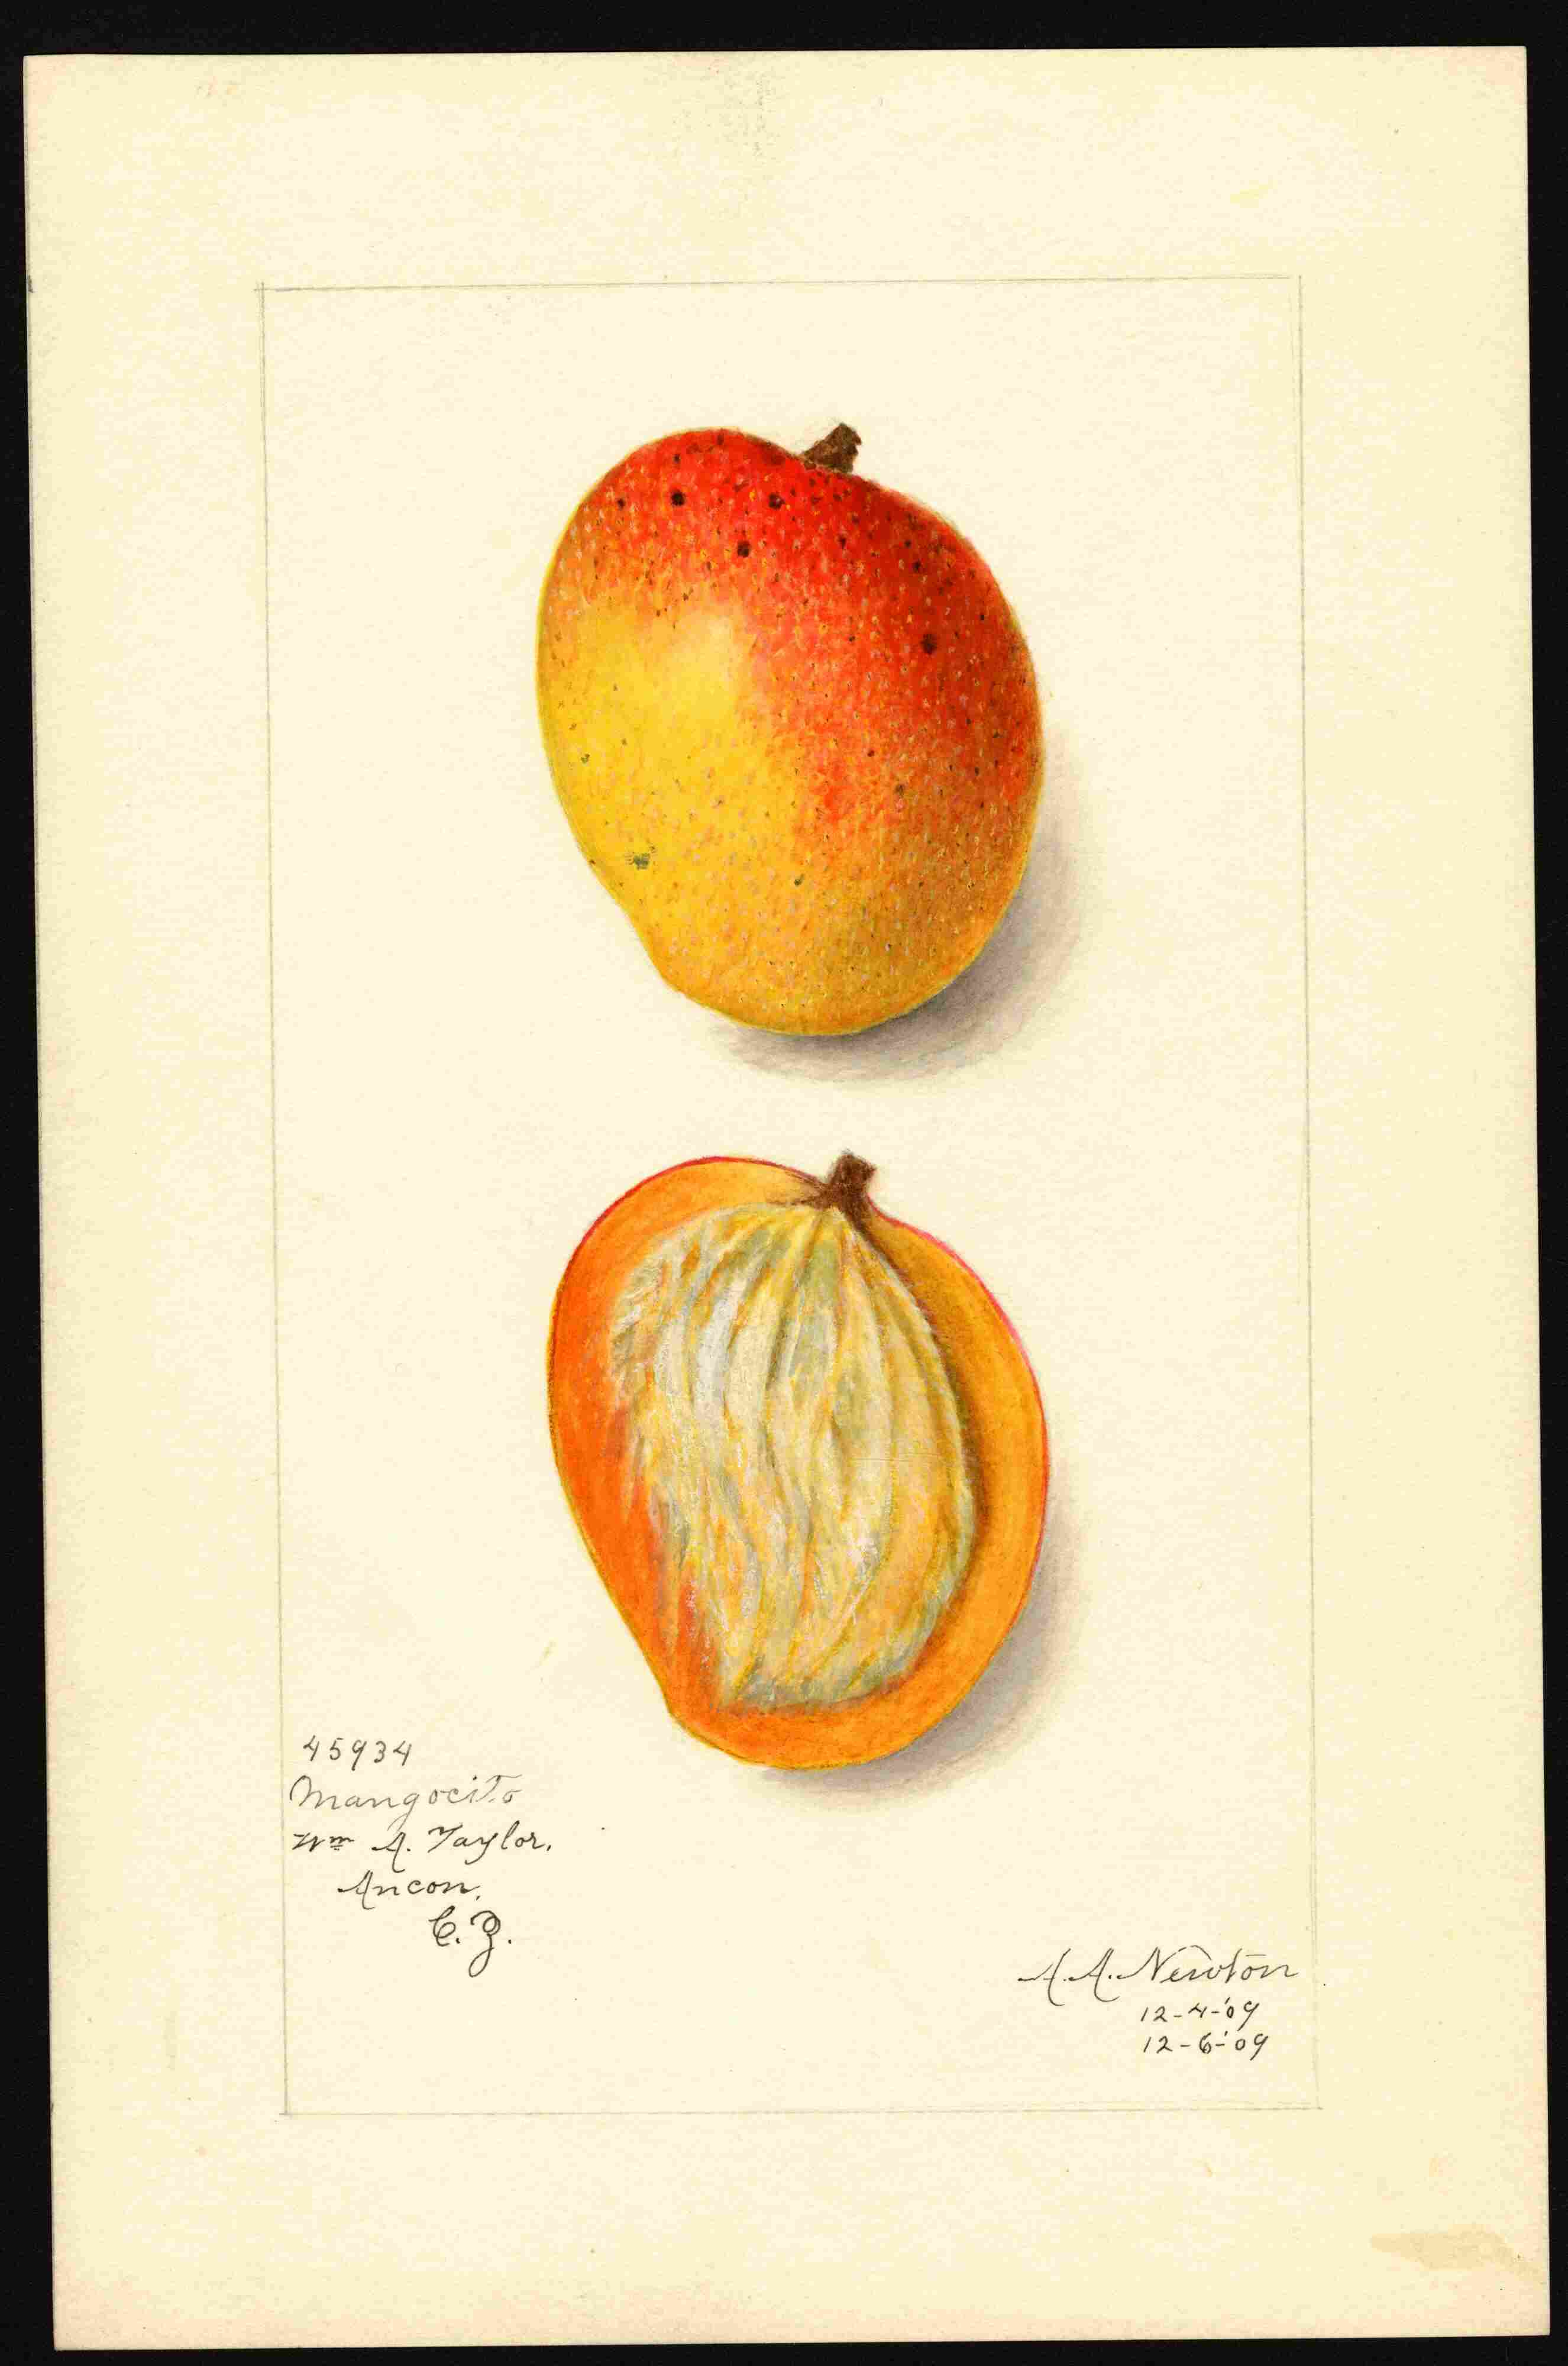 45934
Mangocito
Wm A. Taylor.
Ancon.
C.Z.
A.A. Newton
12-4-'09
12-6-'09